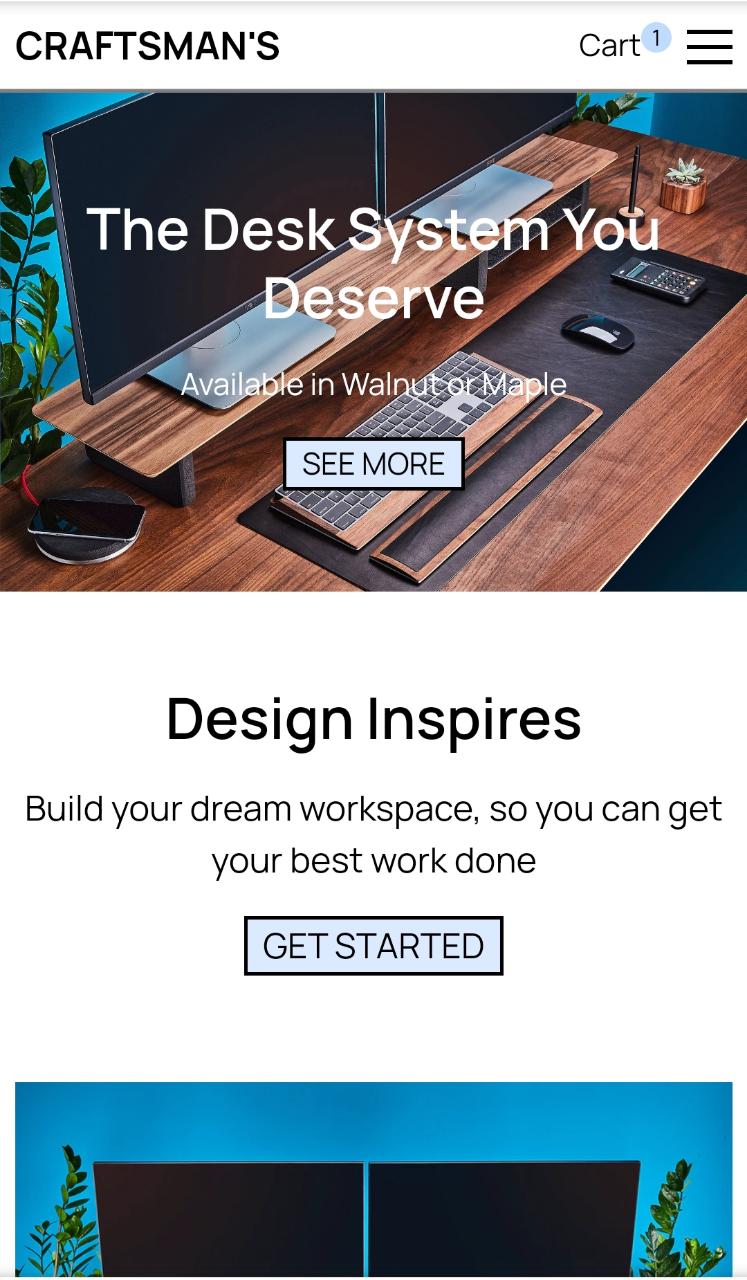 CRAFTSMAN'S
Cart 1
The Desk System You
Deserve
Available in Walnut or Maple
SEE MORE
Design Inspires
Build your dream workspace, so you can get
your best work done
GET STARTED